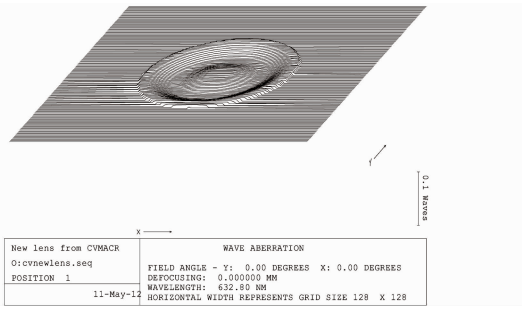 Y
0.1 Waves
X
New lens from CVMACR
O:cvnewlens.seq
POSITION 1
11-May-12
WAVE ABERRATION
FIELD ANGLE - Y: 0.00 DEGREES X: 0.00 DEGREES
DEFOCUSING: 0.000000 MM
WAVELENGTH: 632.80 NM
HORIZONTAL WIDTH REPRESENTS GRID SIZE 128 X 128